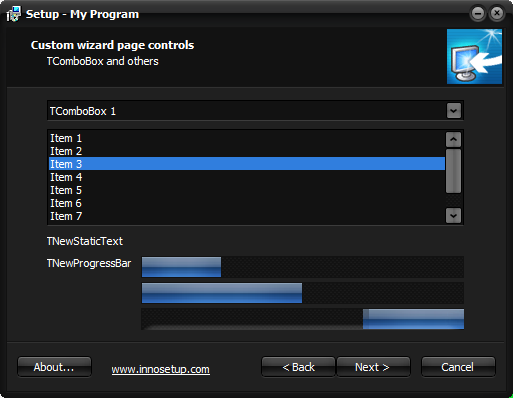 Setup - My Program
Custom wizard page controls
TComboBox and others
TComboBox 1
Item 1
Item 2
Item 3
Item 4
Item 5
Item 6
Item 7
TNewStaticText
TNewProgressBar
About...
www.innosetup.com
< Back
Next >
Cancel